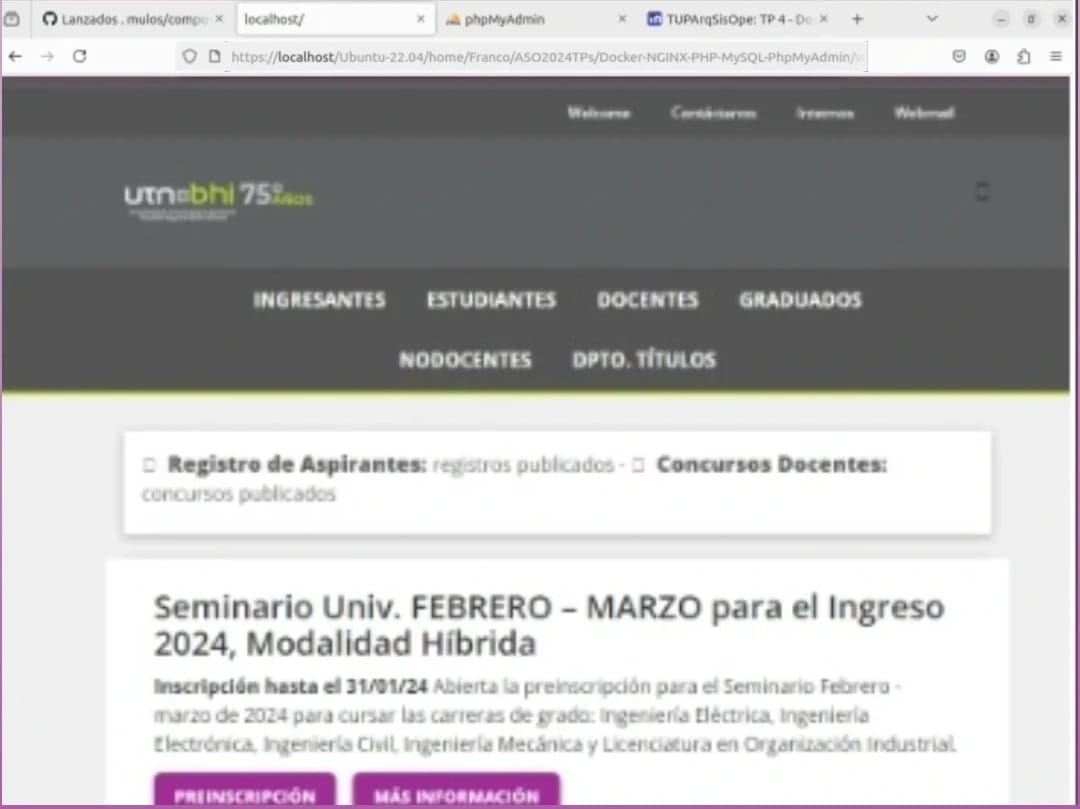 Lanzados . mulos/compo
localhost/
phpMyAdmin
TUPArqSisOpe: TP 4 - Do
https://localhost/Ubuntu-22.04/home/Franco/ASO2024TPs/Docker-NGINX-PHP-MySQL-PhpMyAdmin/w
Welcome Contáctarnos Internos Webmail
utn bhi 75º AÑOS
INGRESANTES ESTUDIANTES DOCENTES GRADUADOS
NODOCENTES DPTO. TÍTULOS
Registro de Aspirantes: registros publicados - Concursos Docentes:
concursos publicados
Seminario Univ. FEBRERO – MARZO para el Ingreso
2024, Modalidad Híbrida
Inscripción hasta el 31/01/24 Abierta la preinscripción para el Seminario Febrero -
marzo de 2024 para cursar las carreras de grado: Ingeniería Eléctrica, Ingeniería
Electrónica, Ingeniería Civil, Ingeniería Mecánica y Licenciatura en Organización Industrial.
PREINSCRIPCIÓN MÁS INFORMACIÓN